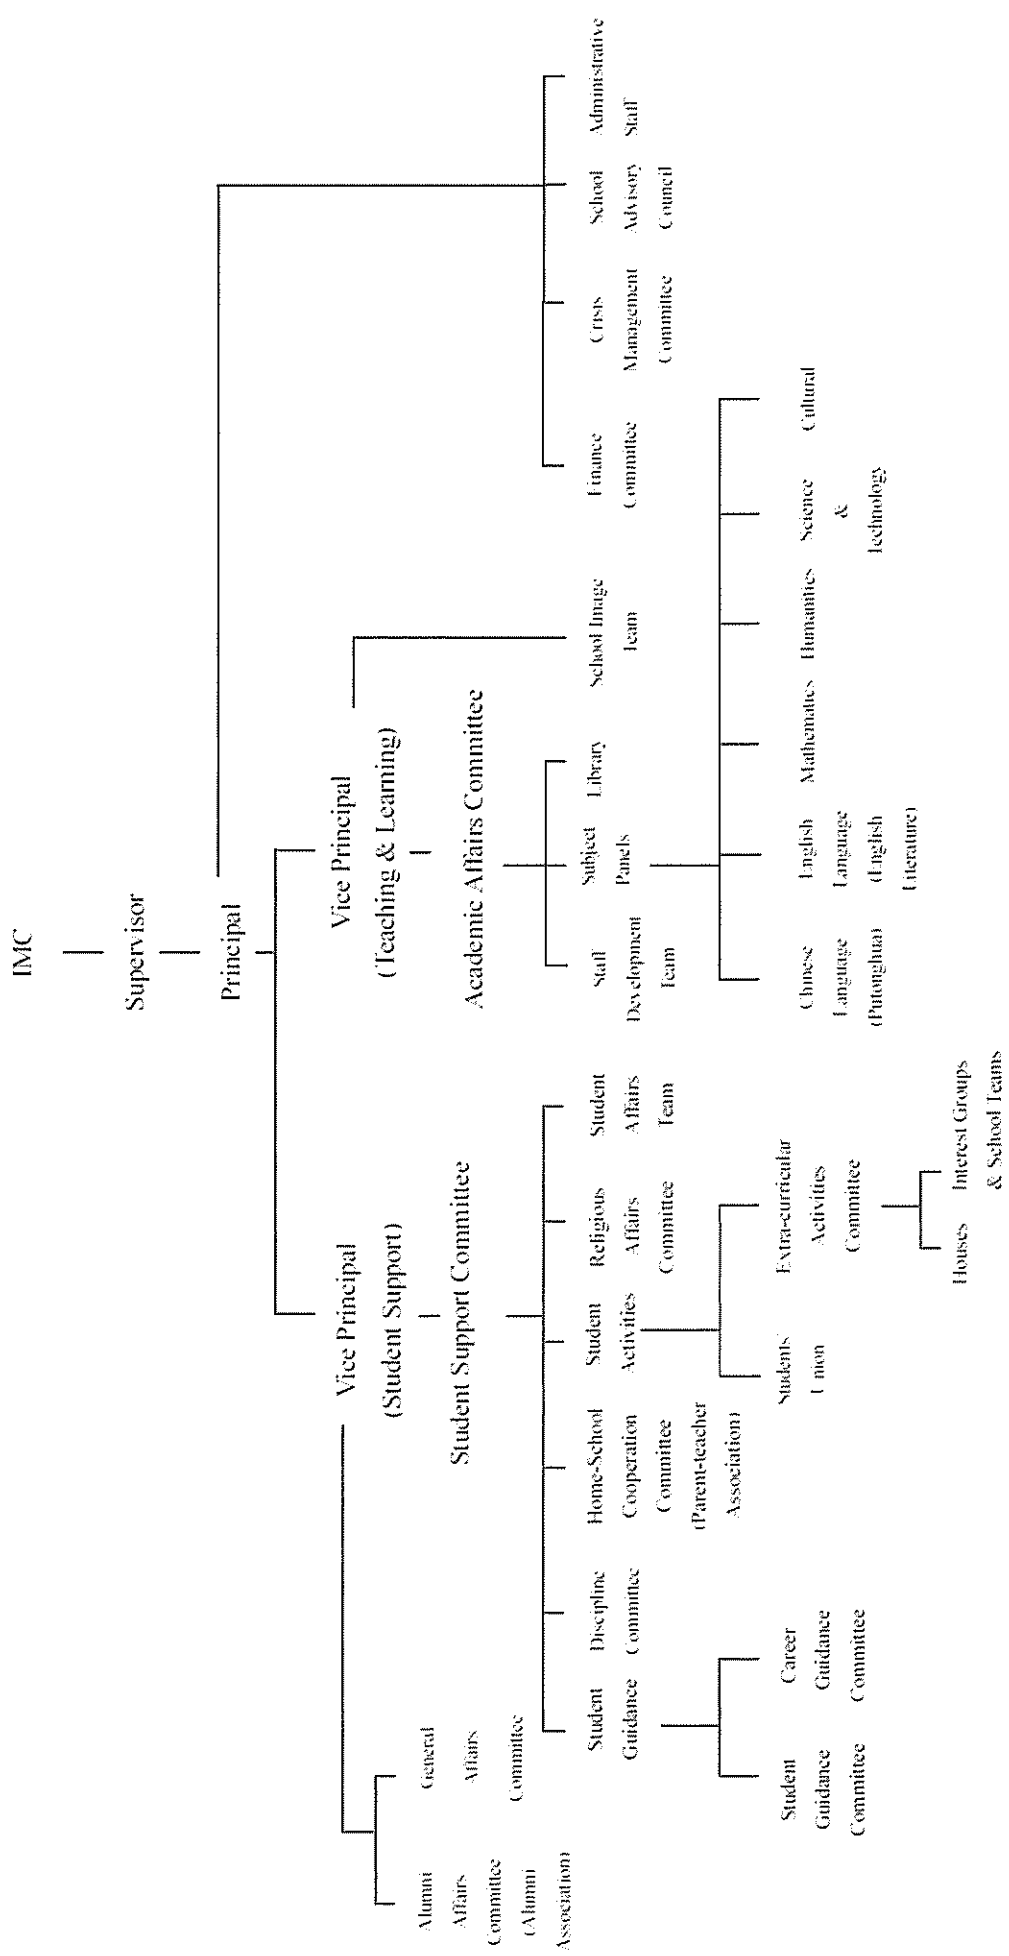 IMC
Supervisor
Principal
Vice Principal
(Student Support)
Vice Principal
(Teaching & Learning)
Student Support Committee
Academic Affairs Committee
Alumni
Affairs
Committee
(Alumni
Association)
General
Affairs
Committee
Student
Guidance
Discipline
Committee
Home-School
Cooperation
Committee
(Parent-teacher
Association)
Student
Activities
Religious
Affairs
Committee
Student
Affairs
Team
Staff
Development
Team
Subject
Panels
Library
School Image
Team
Finance
Committee
Crisis
Management
Committee
School
Advisory
Council
Administrative
Staff
Student
Guidance
Committee
Career
Guidance
Committee
Students'
Union
Extra-curricular
Activities
Committee
Chinese
Language
(Putonghua)
English
Language
(English
Literature)
Mathematics
Humanities
Science
&
Technology
Cultural
Houses
Interest Groups
& School Teams